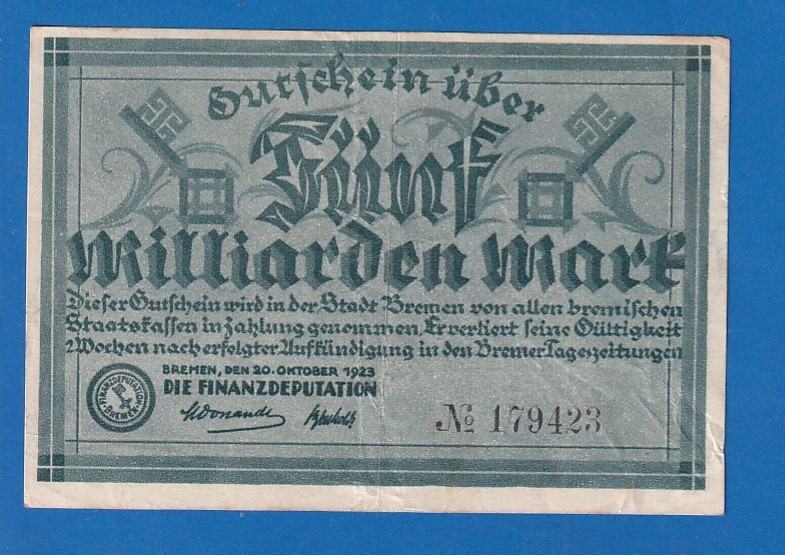 Gutschein über
Fünf
Milliarden Mark
Dieser Gutschein wird in der Stadt Bremen von allen bremischen
Staatskassen in Zahlung genommen. Er verliert seine Gültigkeit
2 Wochen nach erfolgter Aufkündigung in den Bremer Tageszeitungen
BREMEN, DEN 20. OKTOBER 1923
DIE FINANZDEPUTATION
FINANZDEPUTATION BREMEN
№ 179423